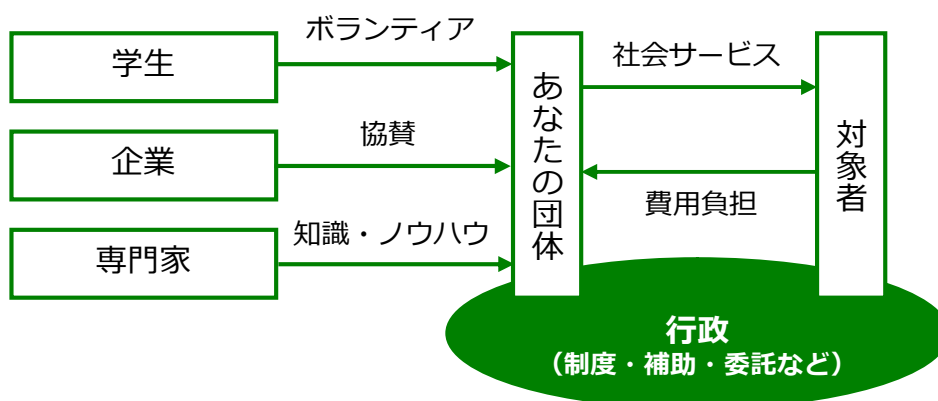 学生
ボランティア
企業
協賛
専門家
知識・ノウハウ
あなたの団体
社会サービス
費用負担
対象者
行政
（制度・補助・委託など）